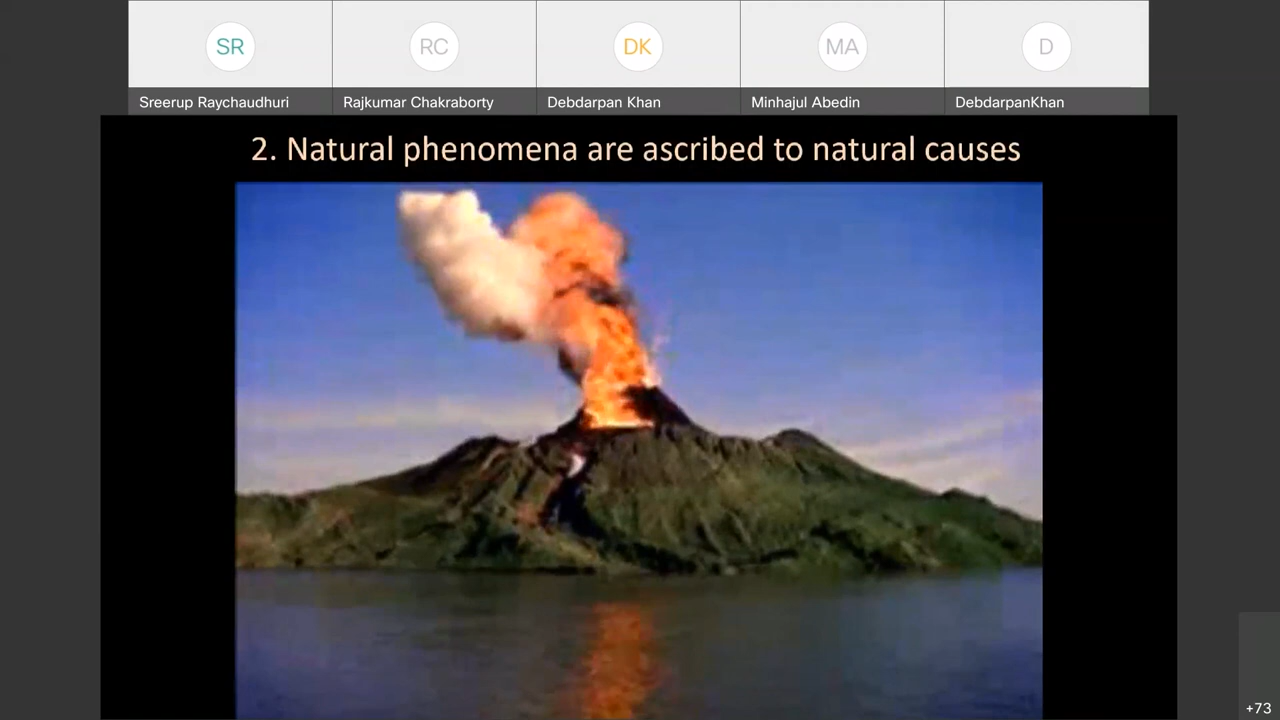 SR
RC
DK
MA
D
Sreerup Raychaudhuri
Rajkumar Chakraborty
Debdarpan Khan
Minhajul Abedin
DebdarpanKhan
2. Natural phenomena are ascribed to natural causes
+73